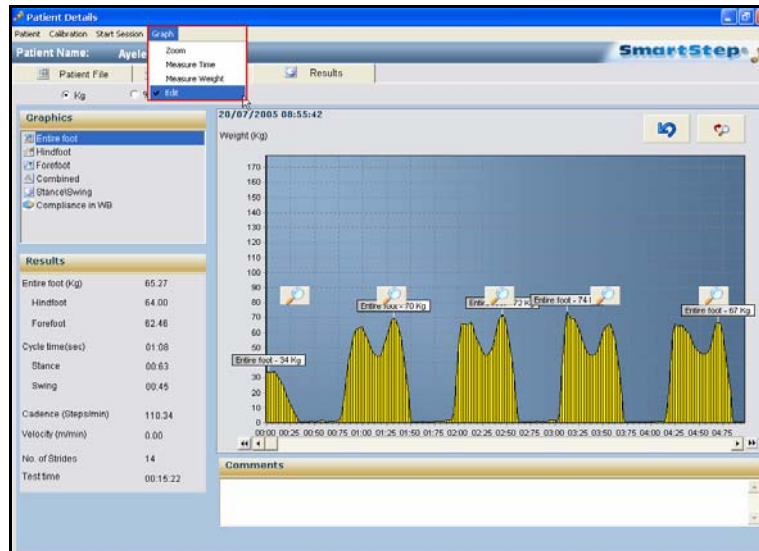 Patient Details
Patient Calibration Start Session Graph
Patient Name: Ayele
SmartStep
Zoom
Measure Time
Measure Weight
Edit
Patient File
Results
Kg
Graphics
Entire foot
Hindfoot
Forefoot
Combined
Stance\Swing
Compliance in WB
20/07/2005 08:55:42
Weight (Kg)
170
160
150
140
130
120
110
100
90
80
70
60
50
30
20
10
0
Entire foot - 34 Kg
Entire foot - 70 Kg
Entire foot - 67 Kg
00:00 00:25 00:50 00:75 01:00 01:25 01:50 01:75 02:00 02:25 02:50 02:75 03:00 03:25 03:50 03:75 04:00 04:25 04:50 04:75
Results
Entire foot (Kg) 65.27
Hindfoot 64.00
Forefoot 62.46
Cycle time(sec) 01:08
Stance 00:63
Swing 00:45
Cadence (Steps/min) 110.34
Velocity (m/min) 0.00
No. of Strides 14
Test time 00:15:22
Comments